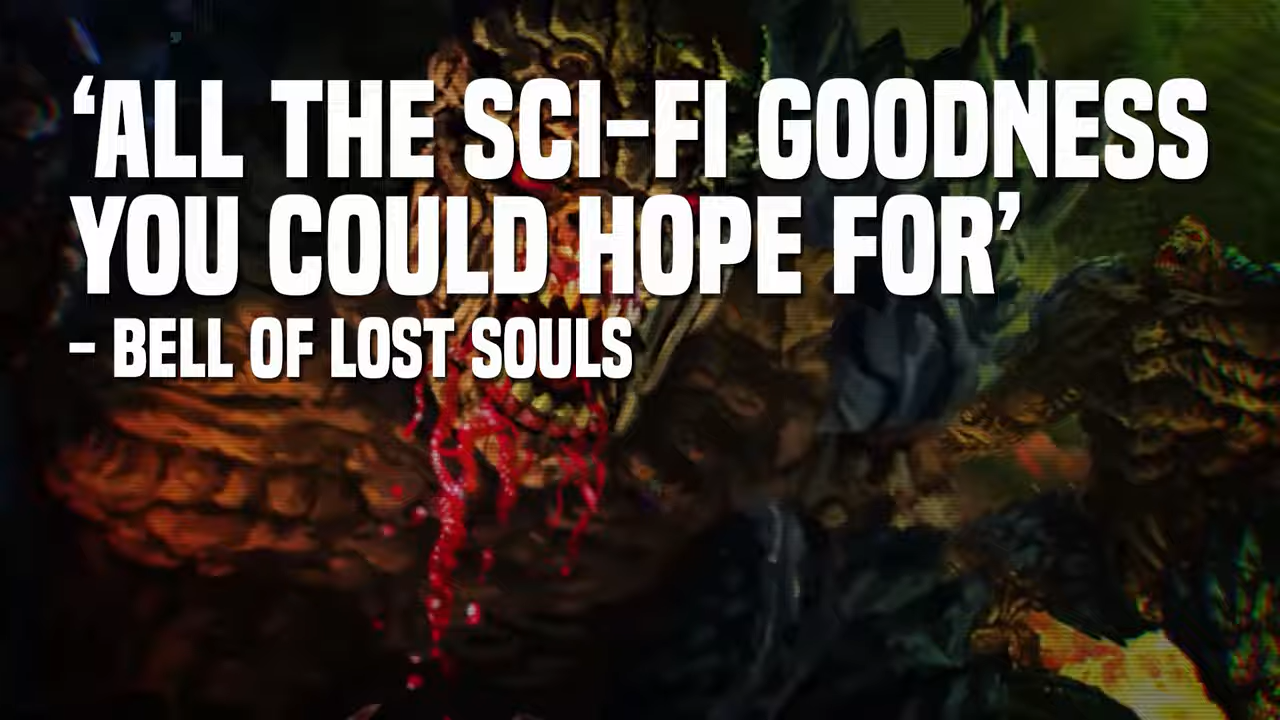 ‘ALL THE SCI-FI GOODNESS
YOU COULD HOPE FOR’
- BELL OF LOST SOULS